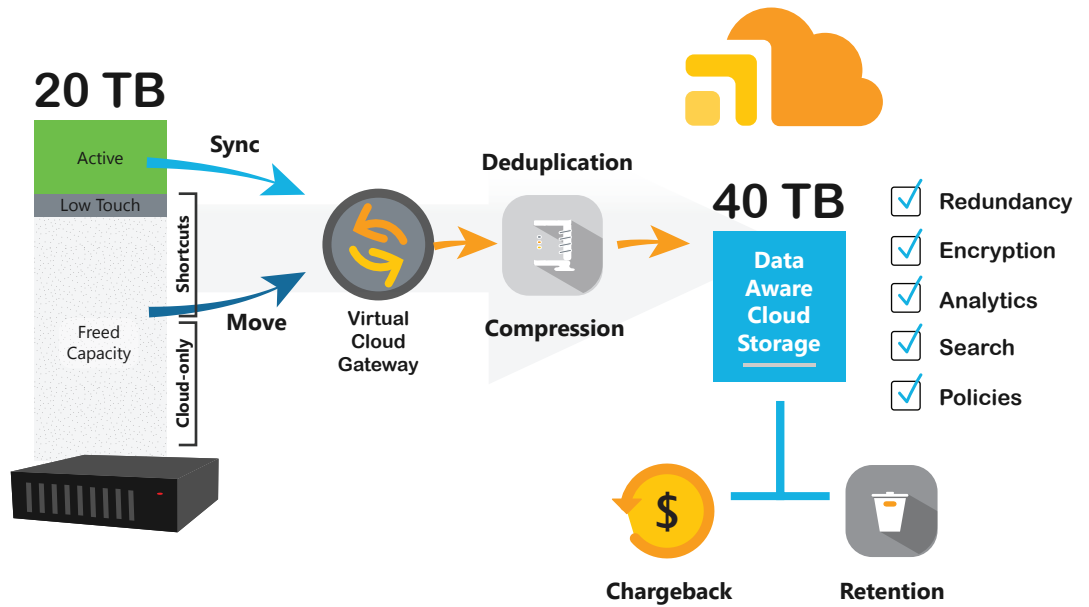 20 TB
Active
Low Touch
Shortcuts
Freed
Capacity
Cloud-only
Sync
Move
Virtual
Cloud
Gateway
Deduplication
Compression
40 TB
Data
Aware
Cloud
Storage
Redundancy
Encryption
Analytics
Search
Policies
$
Chargeback
Retention